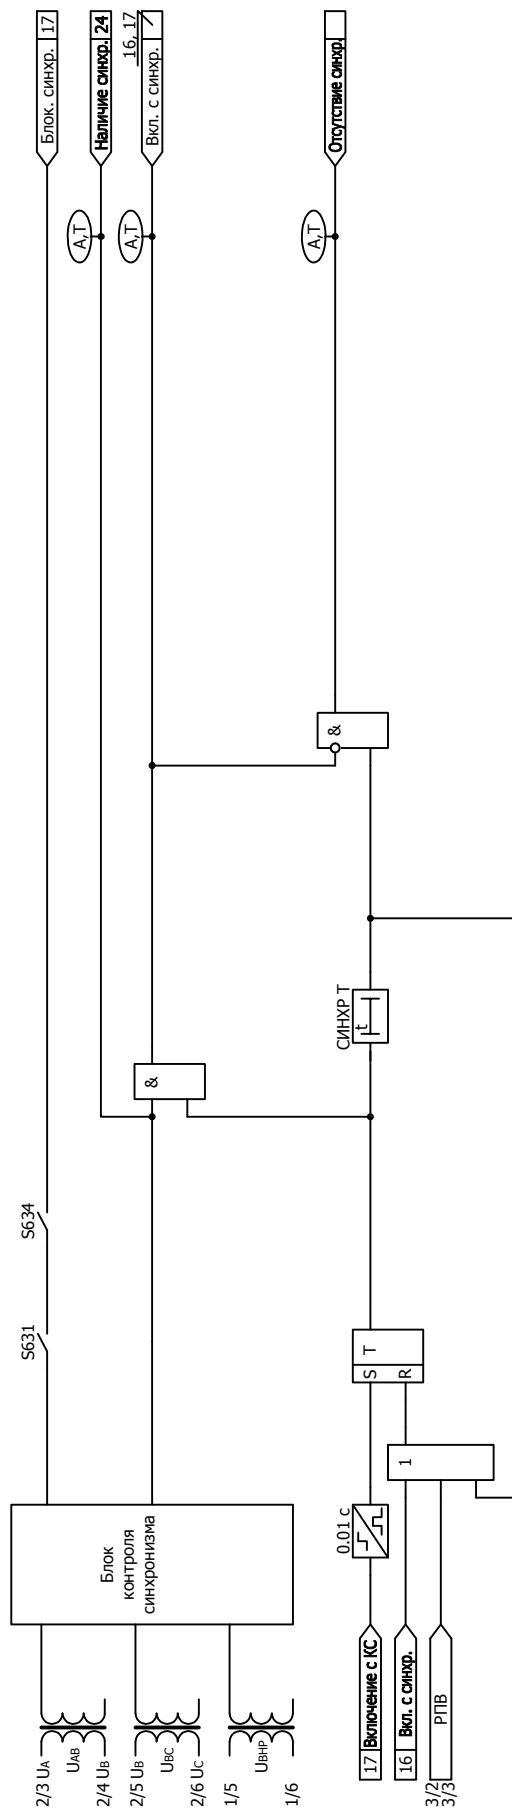 17
Блок. синхр.
24
Наличие синхр.
16, 17
Вкл. с синхр.
Отсутствие синхр.
А,Т
А,Т
А,Т
&
СИНХР Т
t
&
S634
S631
S
T
R
1
0.01 с
Блок
контроля
синхронизма
17
Включение с КС
16
Вкл. с синхр.
РПВ
3/2
3/3
2/3 UA
UAB
2/4 UB
2/5 UB
UBC
2/6 UC
1/5
UВНР
1/6